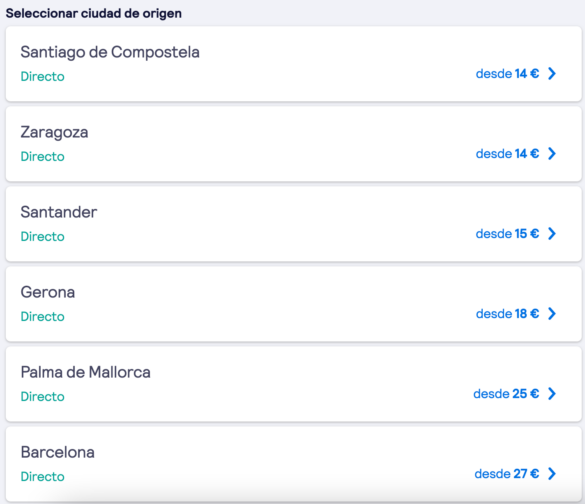 Seleccionar ciudad de origen
Santiago de Compostela
Directo
desde 14 €
Zaragoza
Directo
desde 14 €
Santander
Directo
desde 15 €
Gerona
Directo
desde 18 €
Palma de Mallorca
Directo
desde 25 €
Barcelona
Directo
desde 27 €